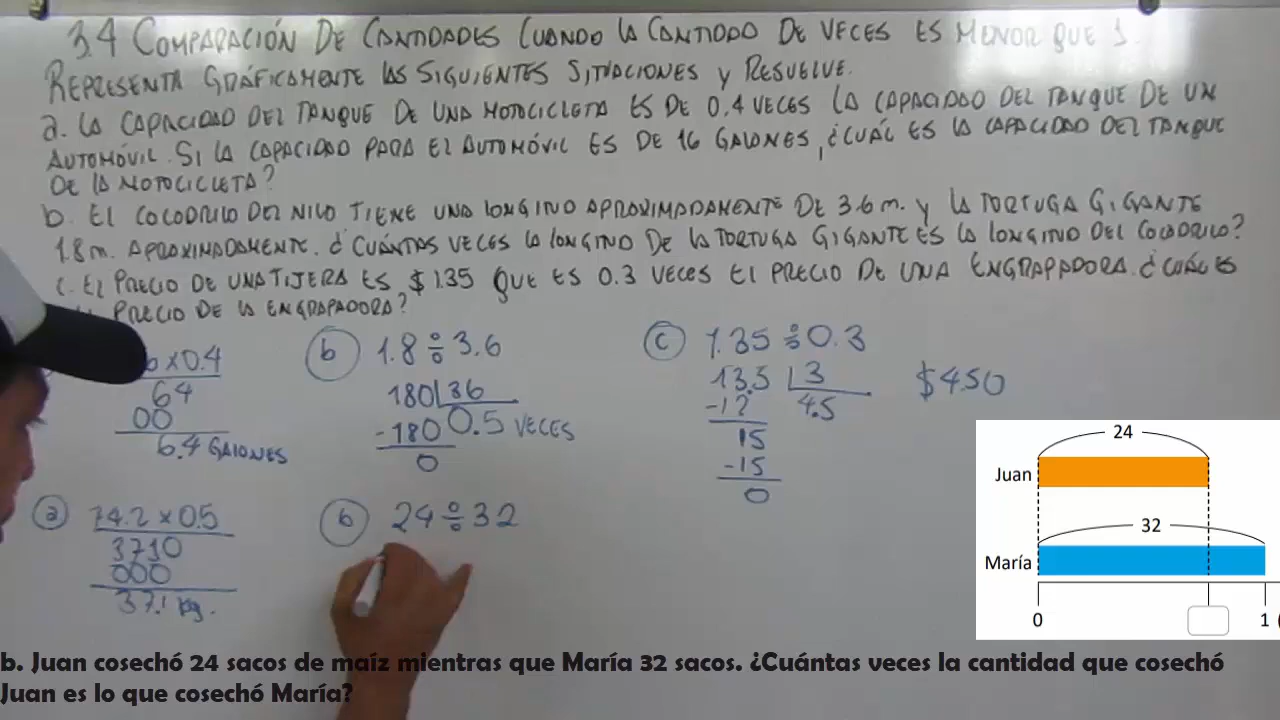 3.4 COMPARACIÓN DE CANTIDADES CUANDO LA CANTIDAD DE VECES ES MENOR QUE 1.
REPRESENTA GRÁFICAMENTE LAS SIGUIENTES SITUACIONES y RESUELVE.
a. LA CAPACIDAD DEL TANQUE DE UNA MOTOCICLETA ES DE 0.4 VECES LA CAPACIDAD DEL TANQUE DE UN
AUTOMÓVIL. SI LA CAPACIDAD PARA EL AUTOMÓVIL ES DE 16 GALONES, ¿CUÁL ES LA CAPACIDAD DEL TANQUE
DE LA MOTOCICLETA?
b. EL COCODRILO DEL NILO TIENE UNA LONGITUD APROXIMADAMENTE DE 3.6 m. y LA TORTUGA GIGANTE
1.8 m. APROXIMADAMENTE. ¿CUÁNTAS VECES LA LONGITUD DE LA TORTUGA GIGANTE ES LA LONGITUD DEL COCODRILO?
c. EL PRECIO DE UNA TIJERA ES $1.35 QUE ES 0.3 VECES EL PRECIO DE UNA ENGRAPADORA. ¿CUÁL ES
PRECIO DE LA ENGRAPADORA?
6 x 0.4
64
00
6.4 GALONES
b 1.8 ÷ 3.6
180 36
-180 0.5 VECES
0
c 1.35 ÷ 0.3
13.5 3
-12 4.5
15
-15
0
$4.50
a 74.2 x 0.5
3710
000
37.1 Kg.
b 24 ÷ 32
24
Juan
32
María
0 1 (
b. Juan cosechó 24 sacos de maíz mientras que María 32 sacos. ¿Cuántas veces la cantidad que cosechó
Juan es lo que cosechó María?